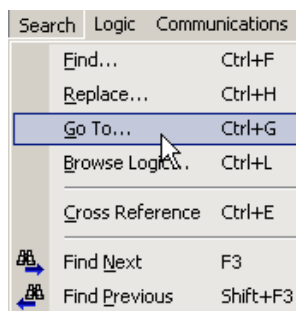 Search Logic Communications
Find... Ctrl+F
Replace... Ctrl+H
Go To... Ctrl+G
Browse Logic... Ctrl+L
Cross Reference Ctrl+E
Find Next F3
Find Previous Shift+F3